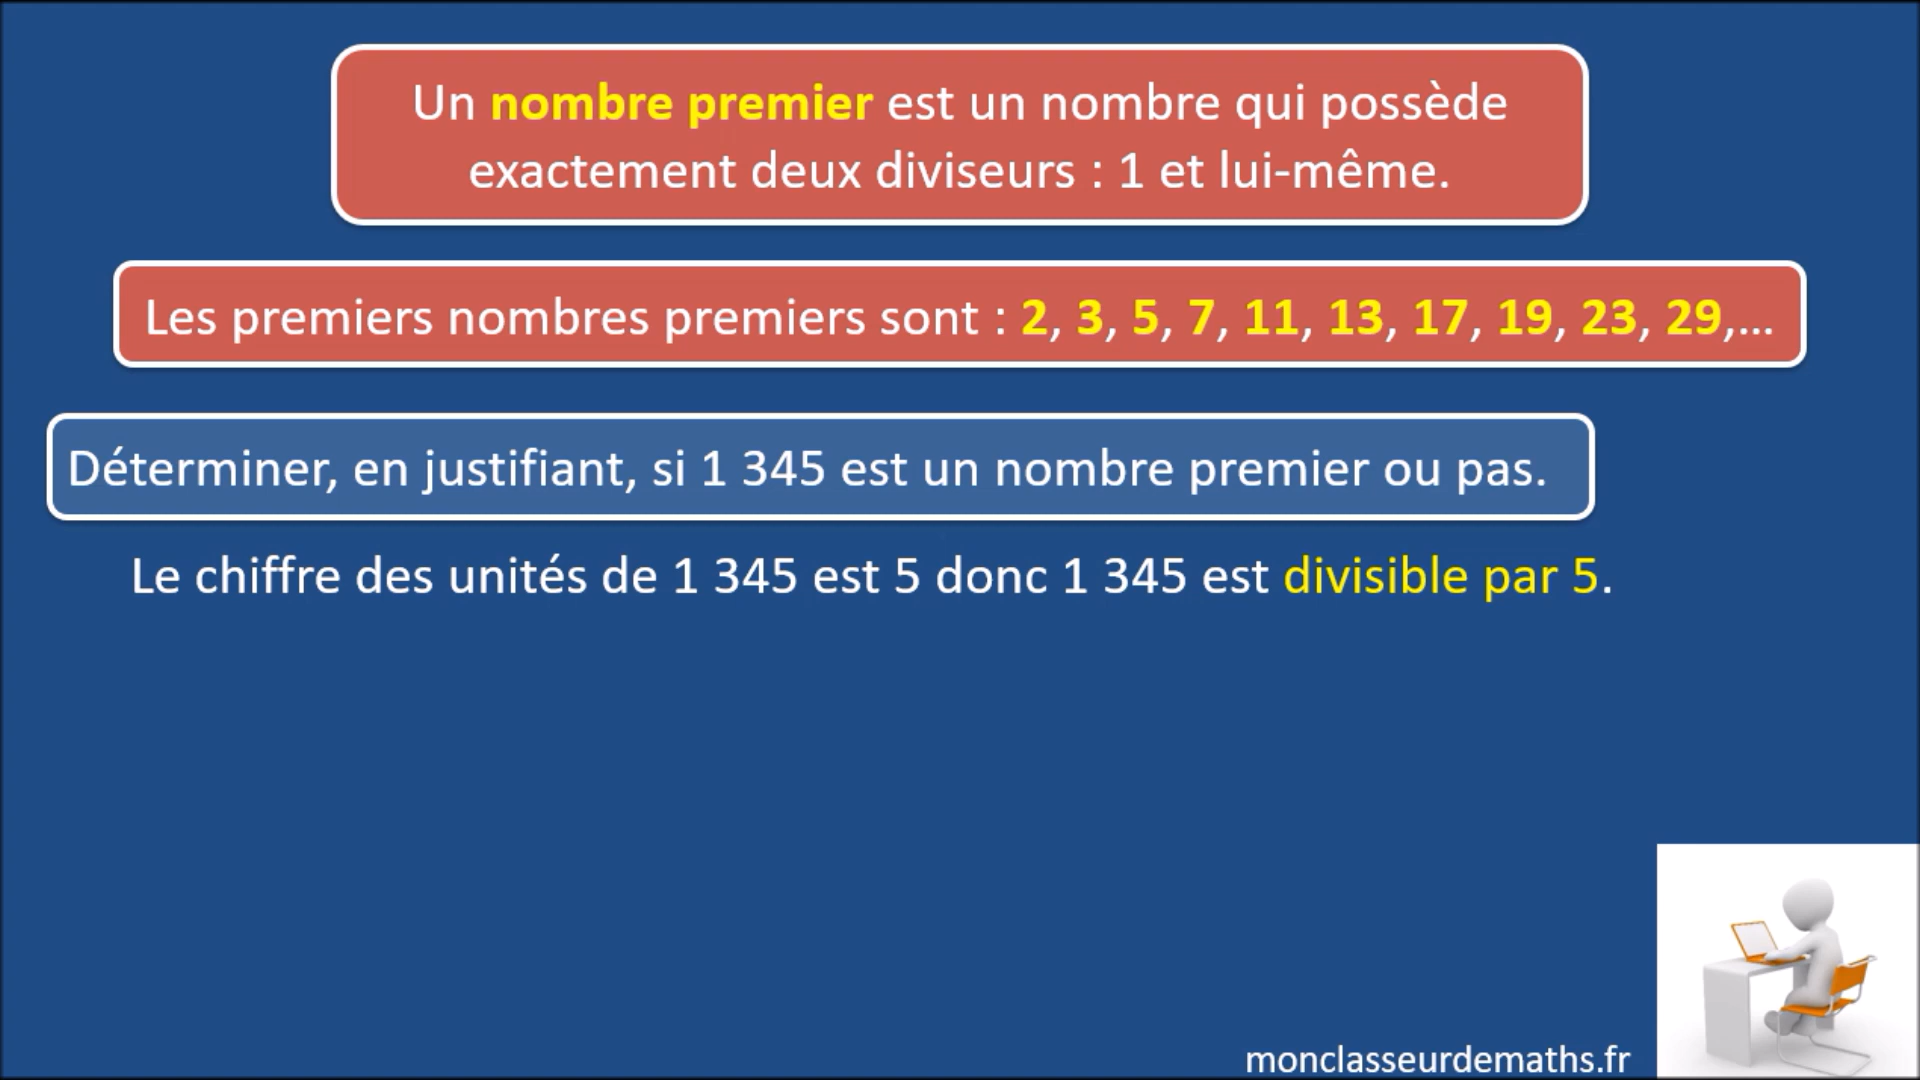 Un nombre premier est un nombre qui possède
exactement deux diviseurs : 1 et lui-même.
Les premiers nombres premiers sont : 2, 3, 5, 7, 11, 13, 17, 19, 23, 29,...
Déterminer, en justifiant, si 1 345 est un nombre premier ou pas.
Le chiffre des unités de 1 345 est 5 donc 1 345 est divisible par 5.
monclasseurdemaths.fr